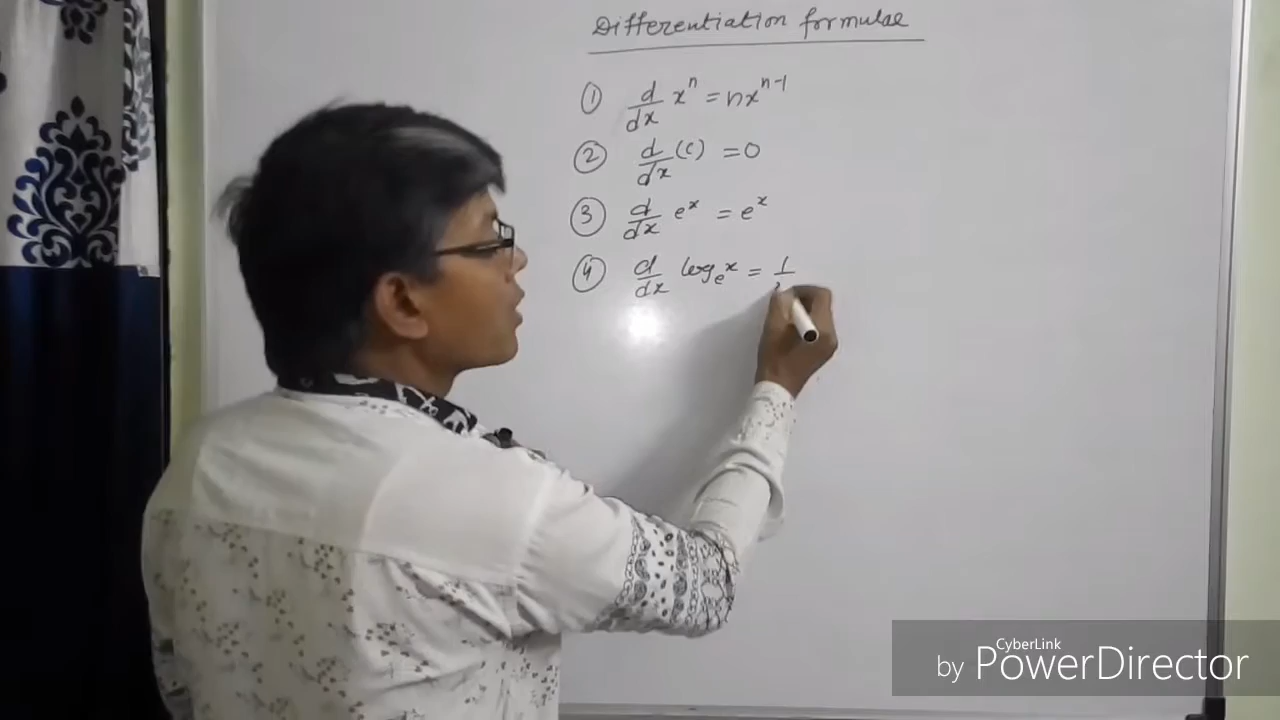 Differentiation formulae
① d/dx xⁿ = nxⁿ⁻¹
② d/dx (c) = 0
③ d/dx eˣ = eˣ
④ d/dx logₑx = 1/
CyberLink
by PowerDirector